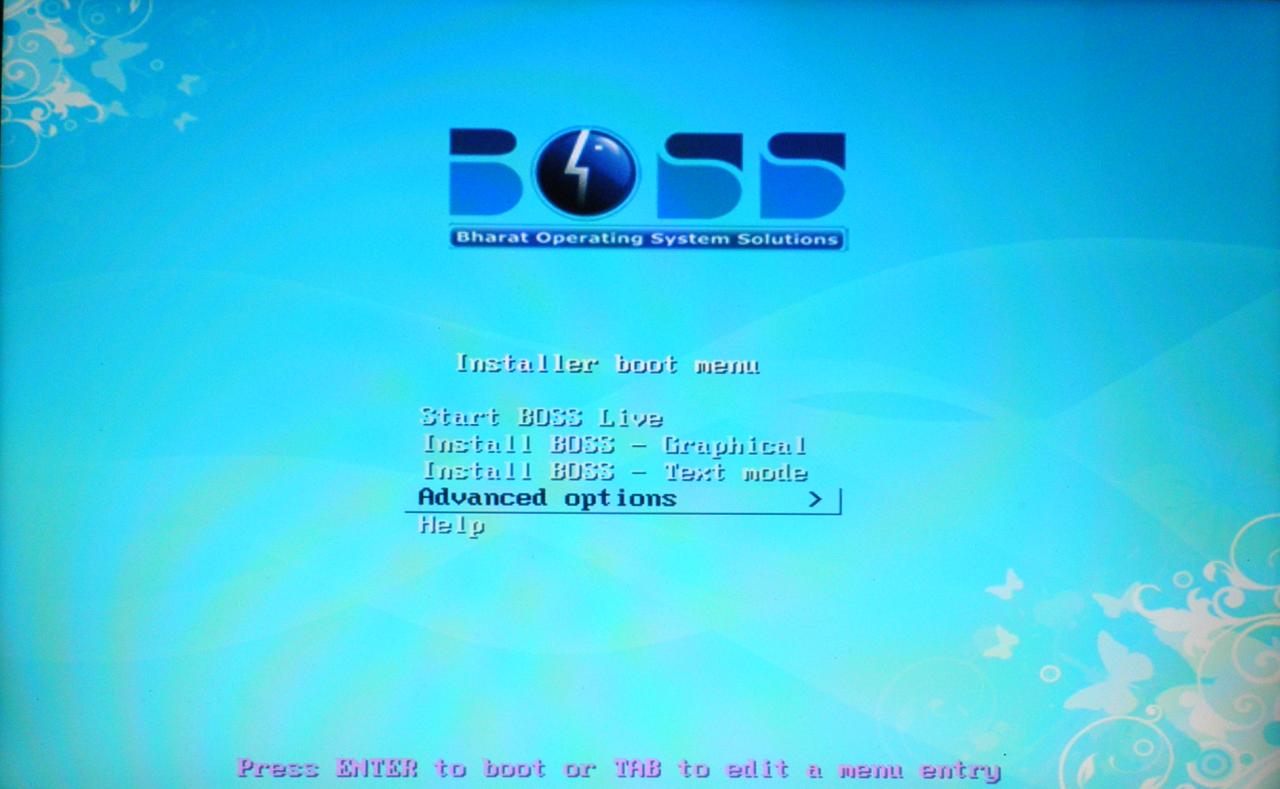 BOSS
Bharat Operating System Solutions
Installer boot menu
Start BOSS Live
Install BOSS - Graphical
Install BOSS - Text mode
Advanced options >
Help
Press ENTER to boot or TAB to edit a menu entry